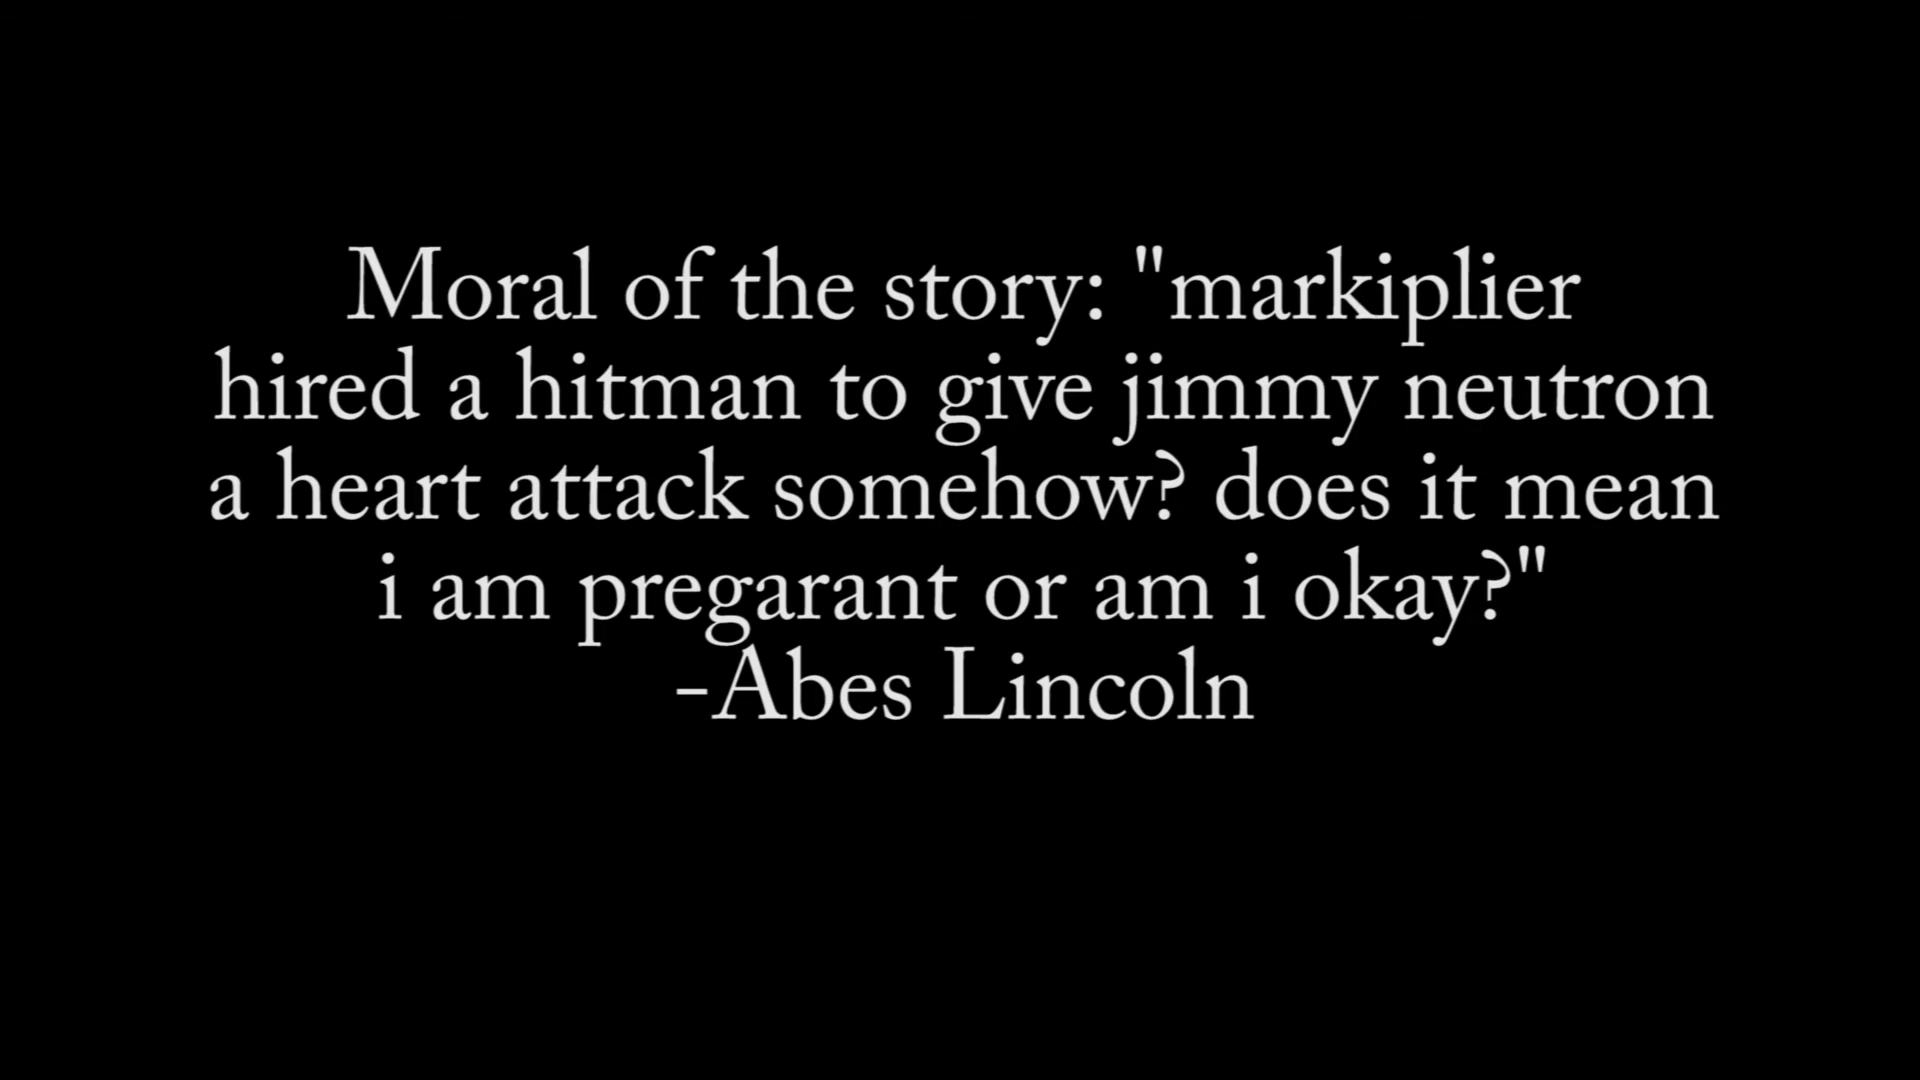 Moral of the story: "markiplier
hired a hitman to give jimmy neutron
a heart attack somehow? does it mean
i am pregarant or am i okay?"
-Abes Lincoln